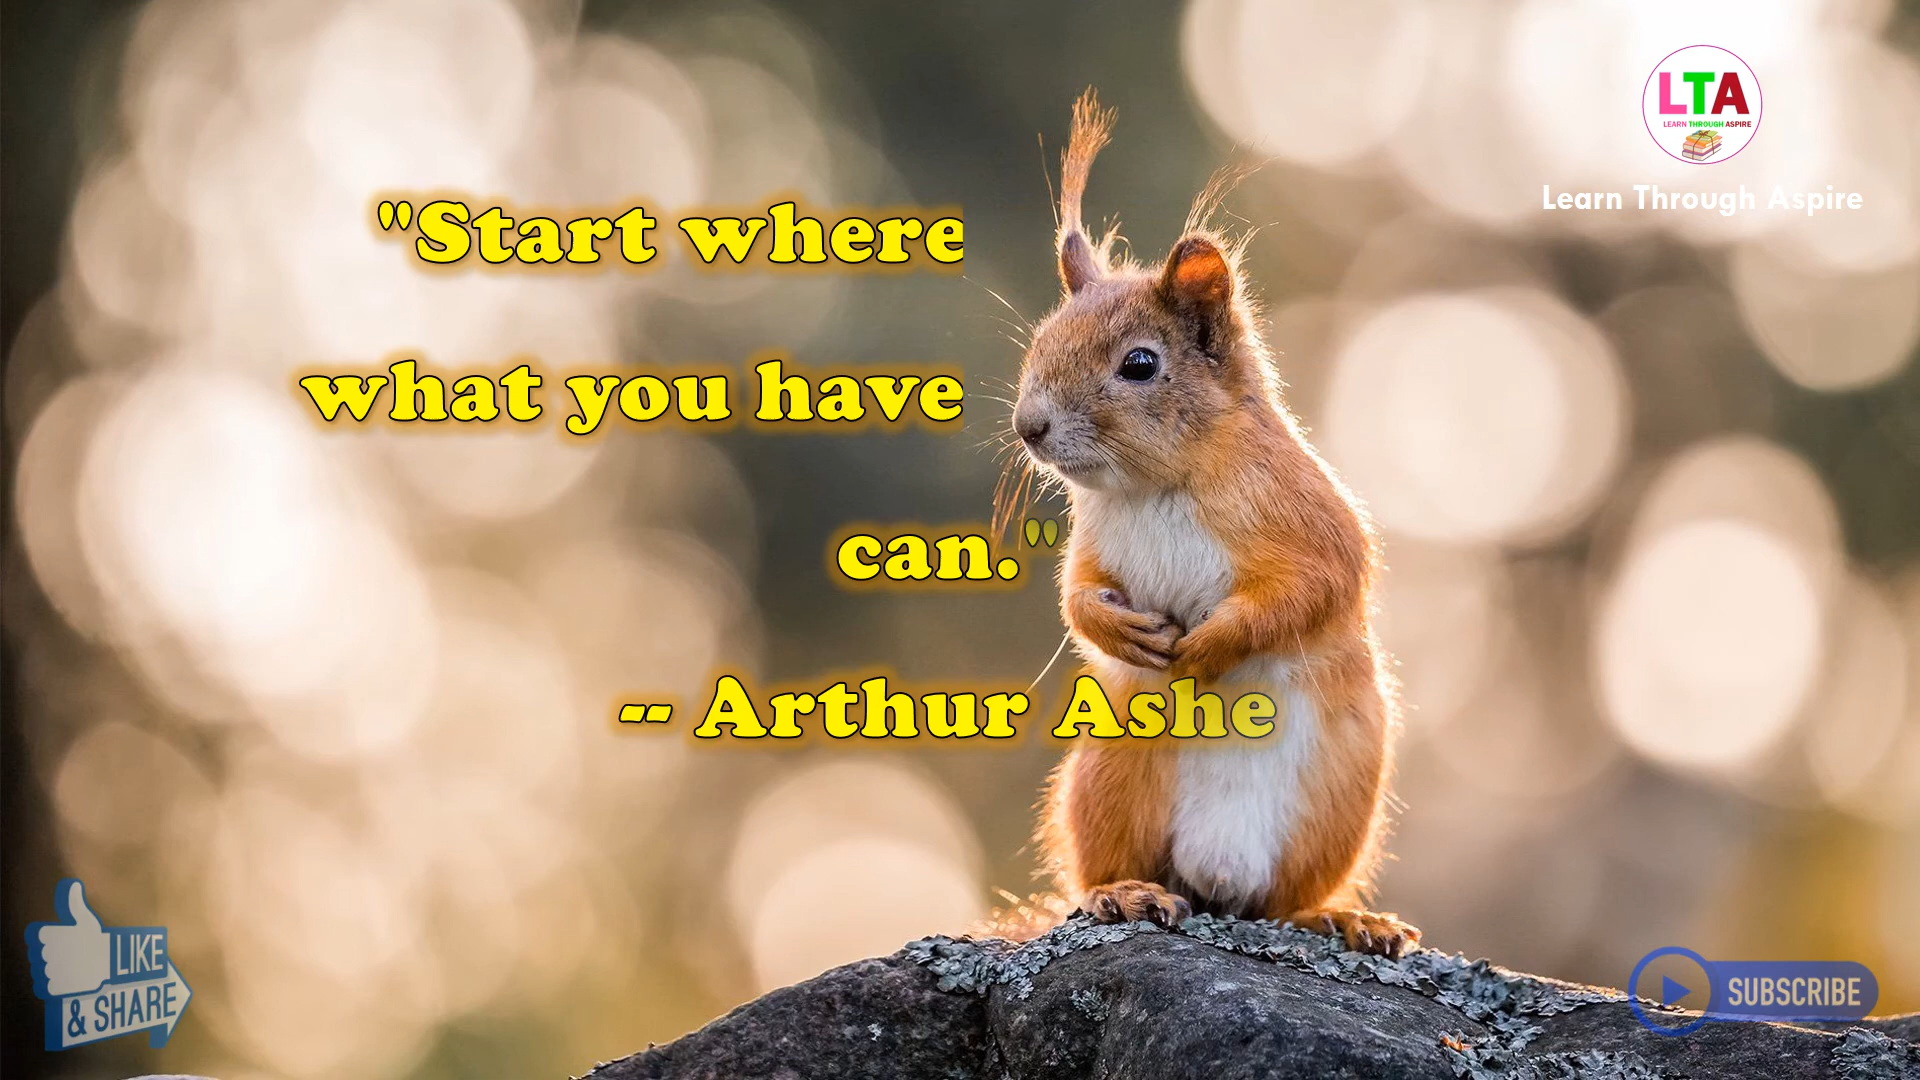 LTA
LEARN THROUGH ASPIRE
Learn Through Aspire
"Start where
what you have
can."
-- Arthur Ashe
LIKE
& SHARE
SUBSCRIBE